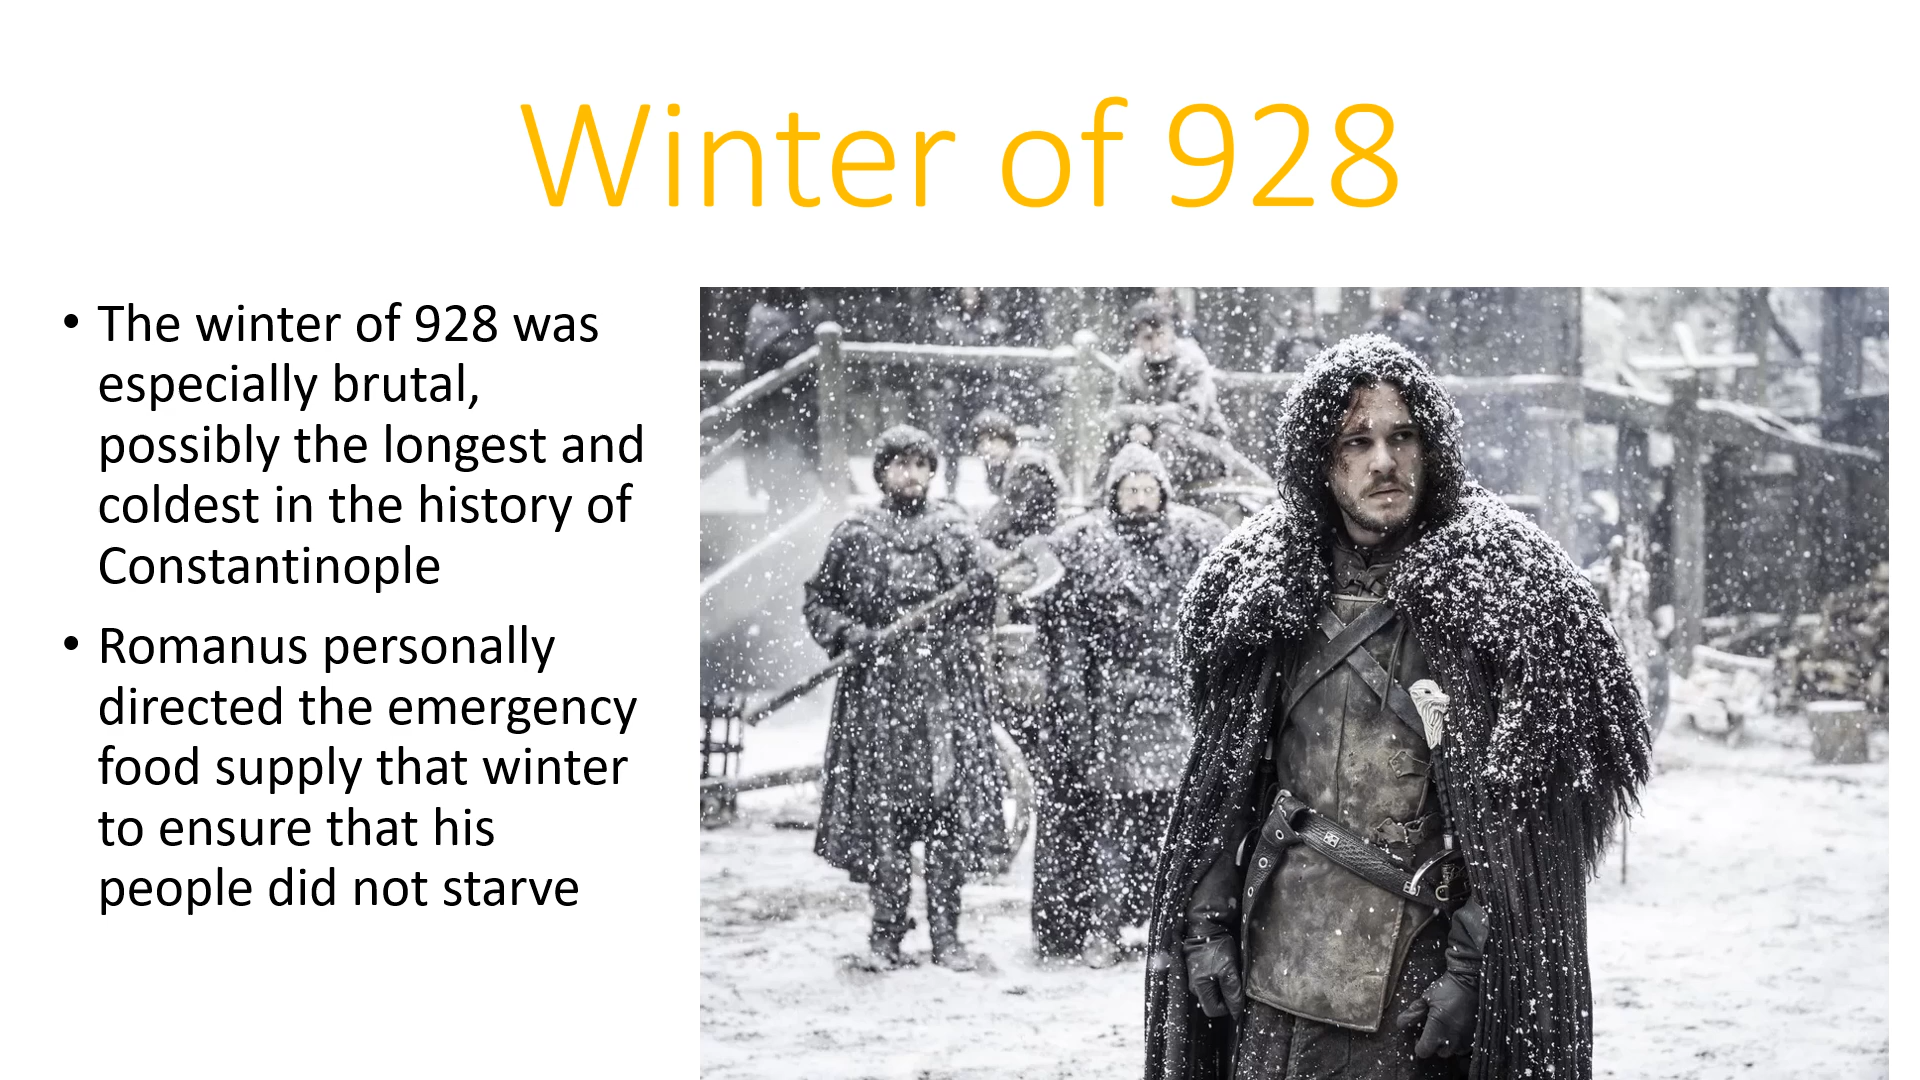 Winter of 928
• The winter of 928 was
especially brutal,
possibly the longest and
coldest in the history of
Constantinople
• Romanus personally
directed the emergency
food supply that winter
to ensure that his
people did not starve